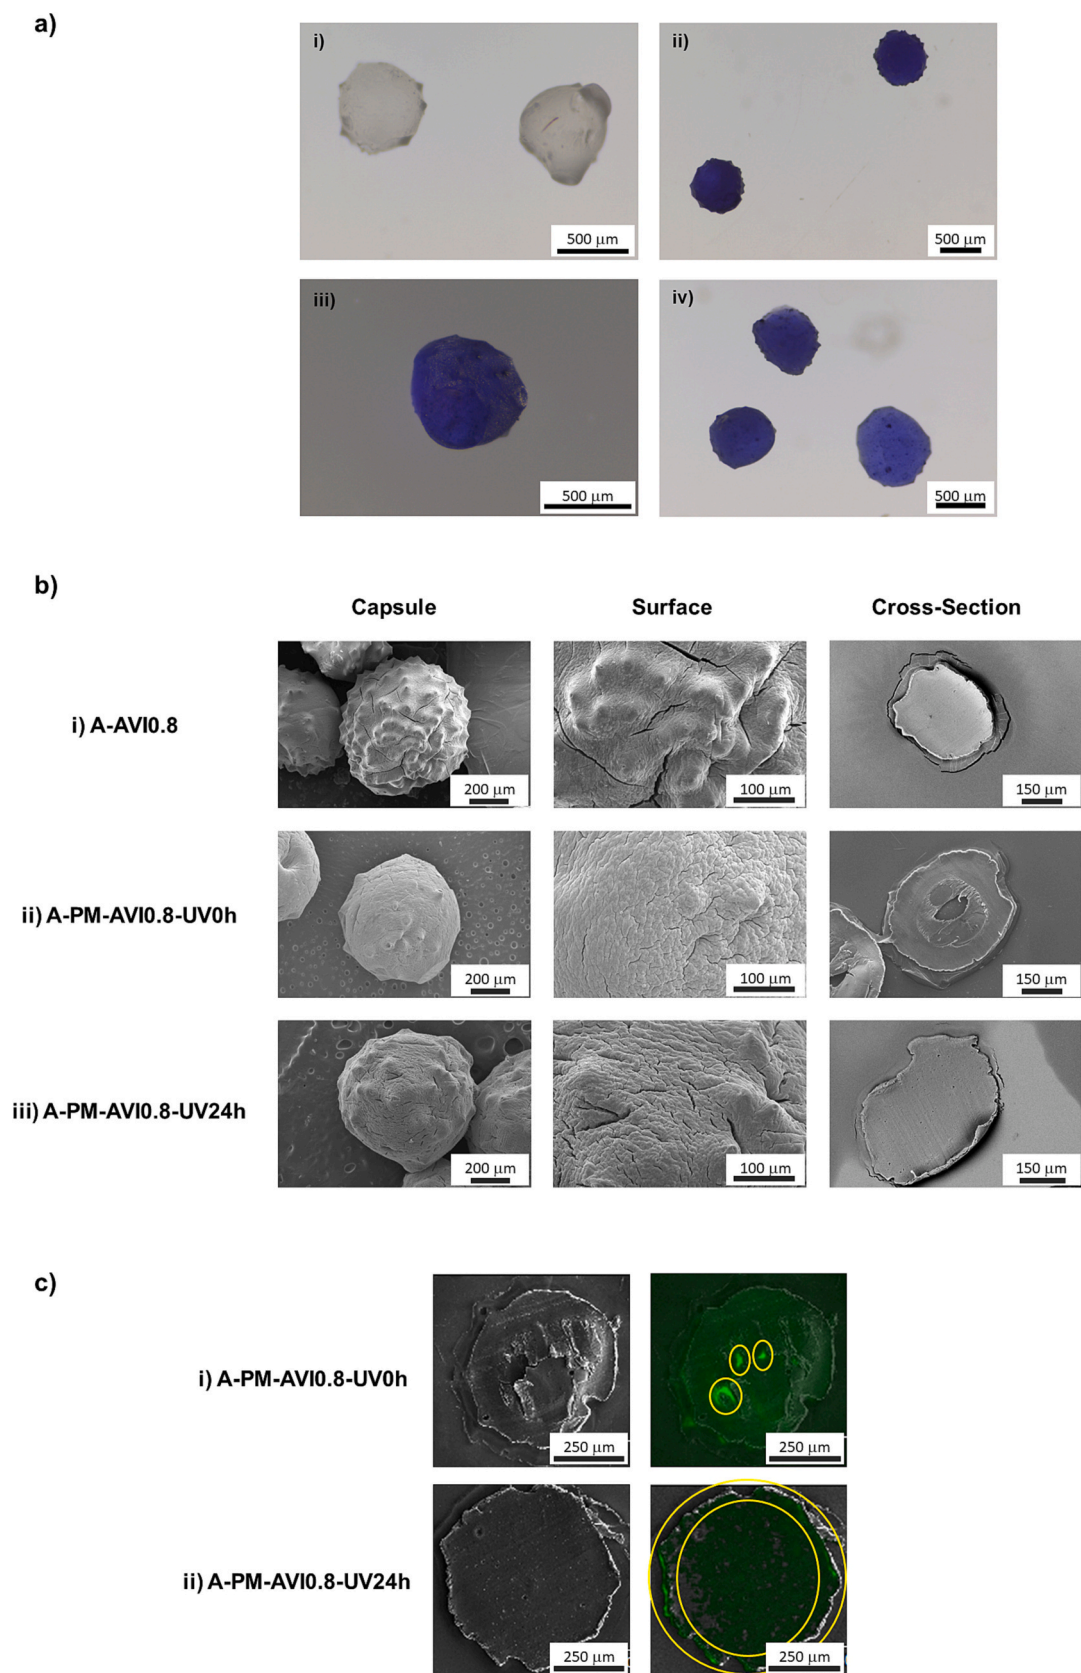 a)
i)
500 μm
ii)
500 μm
iii)
500 μm
iv)
500 μm
b)
Capsule
Surface
Cross-Section
i) A-AVI0.8
200 μm
100 μm
150 μm
ii) A-PM-AVI0.8-UV0h
200 μm
100 μm
150 μm
iii) A-PM-AVI0.8-UV24h
200 μm
100 μm
150 μm
c)
i) A-PM-AVI0.8-UV0h
250 μm
250 μm
ii) A-PM-AVI0.8-UV24h
250 μm
250 μm